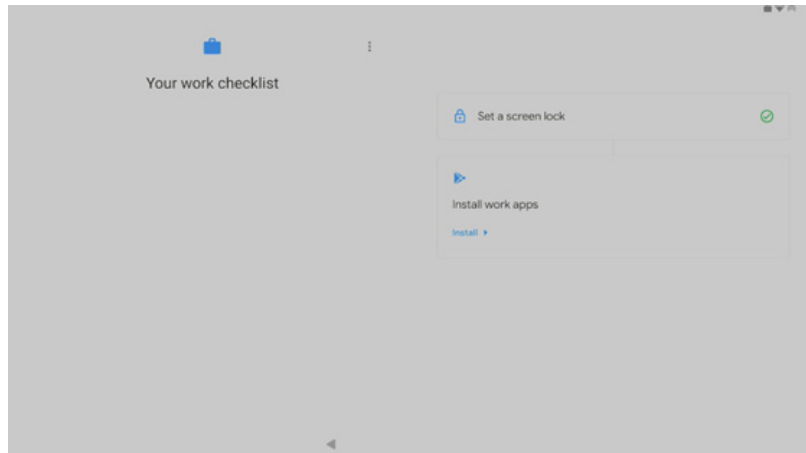 Your work checklist
Set a screen lock
Install work apps
Install